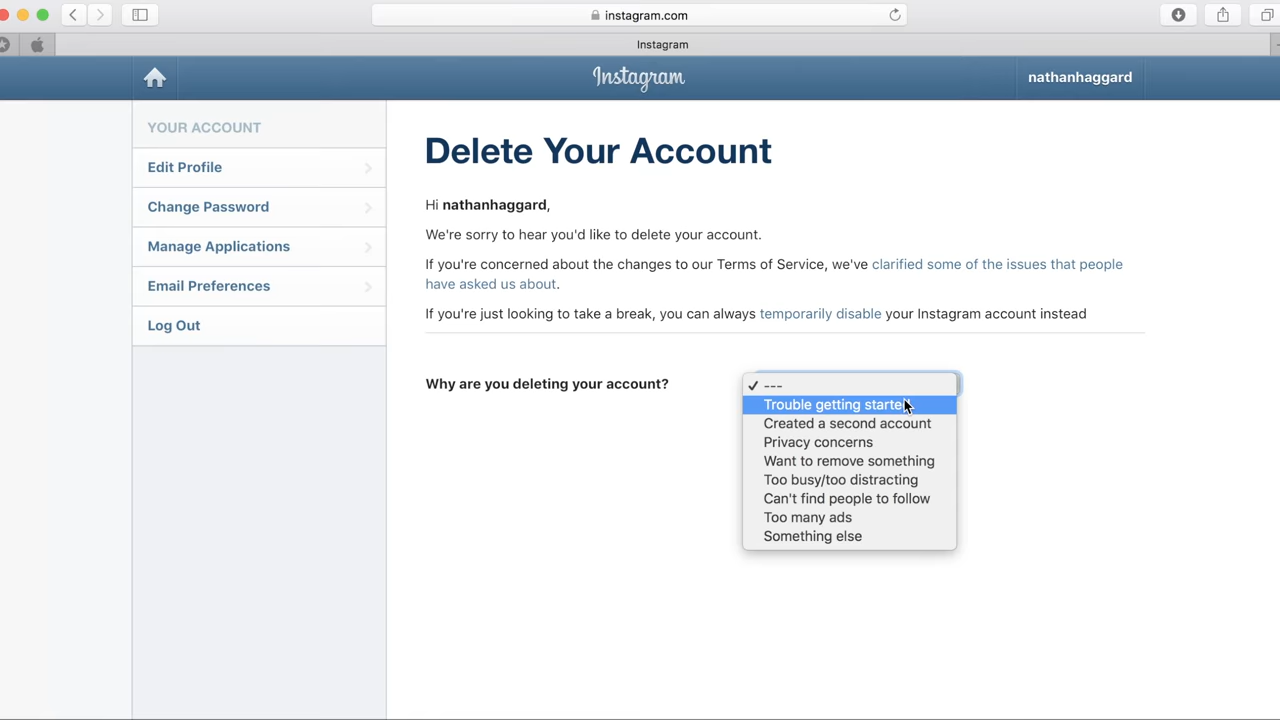 instagram.com
Instagram
Instagram
nathanhaggard
YOUR ACCOUNT
Edit Profile
Change Password
Manage Applications
Email Preferences
Log Out
Delete Your Account
Hi nathanhaggard,
We're sorry to hear you'd like to delete your account.
If you're concerned about the changes to our Terms of Service, we've clarified some of the issues that people
have asked us about.
If you're just looking to take a break, you can always temporarily disable your Instagram account instead
Why are you deleting your account?
✓ ---
Trouble getting started
Created a second account
Privacy concerns
Want to remove something
Too busy/too distracting
Can't find people to follow
Too many ads
Something else